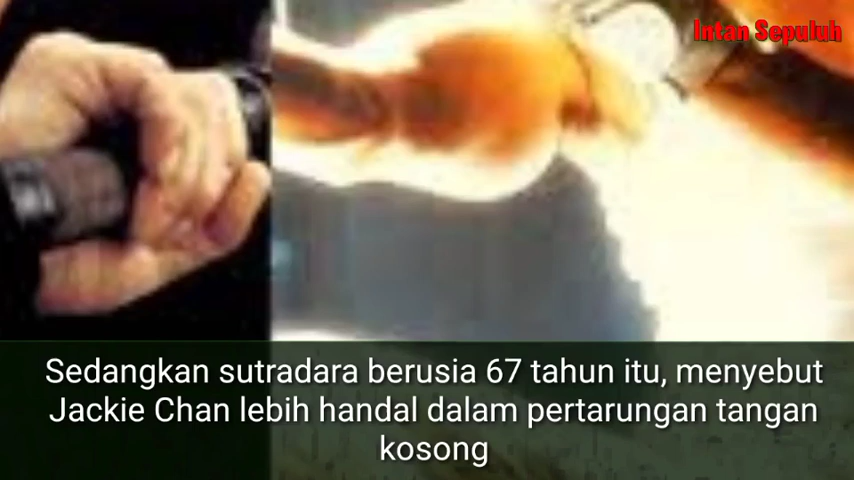 Intan Sepuluh
Sedangkan sutradara berusia 67 tahun itu, menyebut
Jackie Chan lebih handal dalam pertarungan tangan
kosong